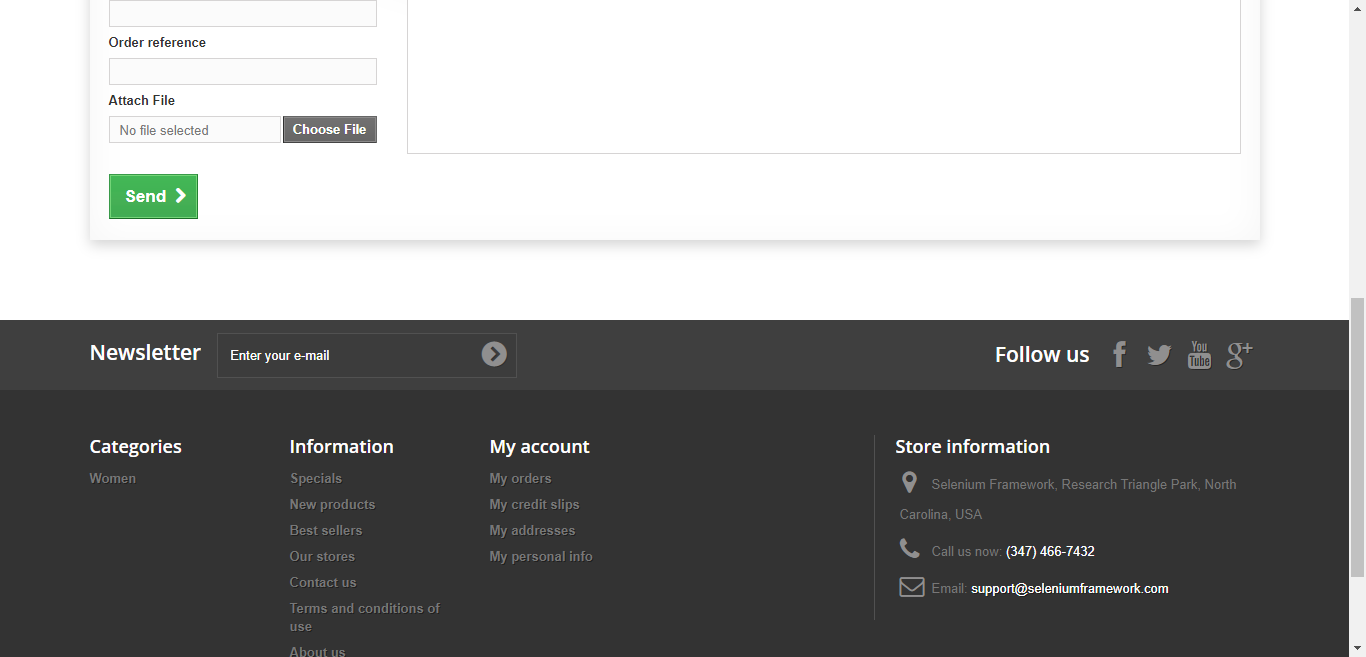 Order reference
Attach File
No file selected
Choose File
Send
Newsletter
Enter your e-mail
Follow us
You
Tube
g+
Categories
Women
Information
Specials
New products
Best sellers
Our stores
Contact us
Terms and conditions of
use
About us
My account
My orders
My credit slips
My addresses
My personal info
Store information
Selenium Framework, Research Triangle Park, North
Carolina, USA
Call us now: (347) 466-7432
Email: support@seleniumframework.com